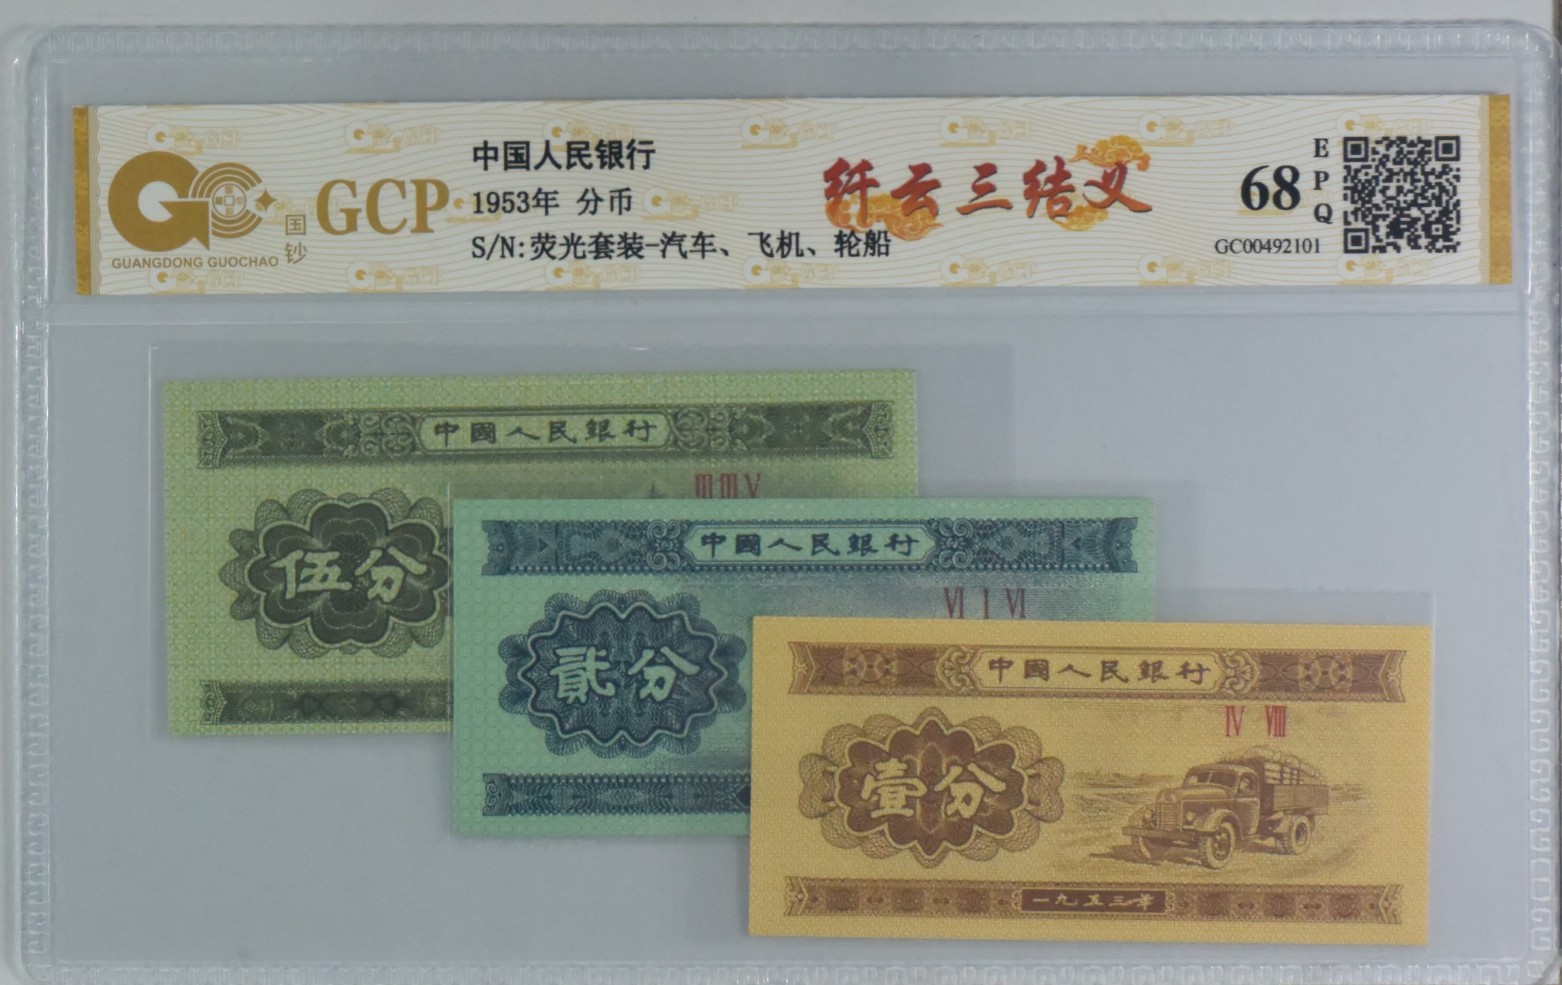 GUANGDONG GUOCHAO
国钞
GCP
中国人民银行
1953年 分币
S/N:荧光套装-汽车、飞机、轮船
纤云三结义
68
EPQ
GC00492101
中國人民銀行
III III V
伍分
中國人民銀行
VI I VI
貳分
中國人民銀行
IV VIII
壹分
一九五三年